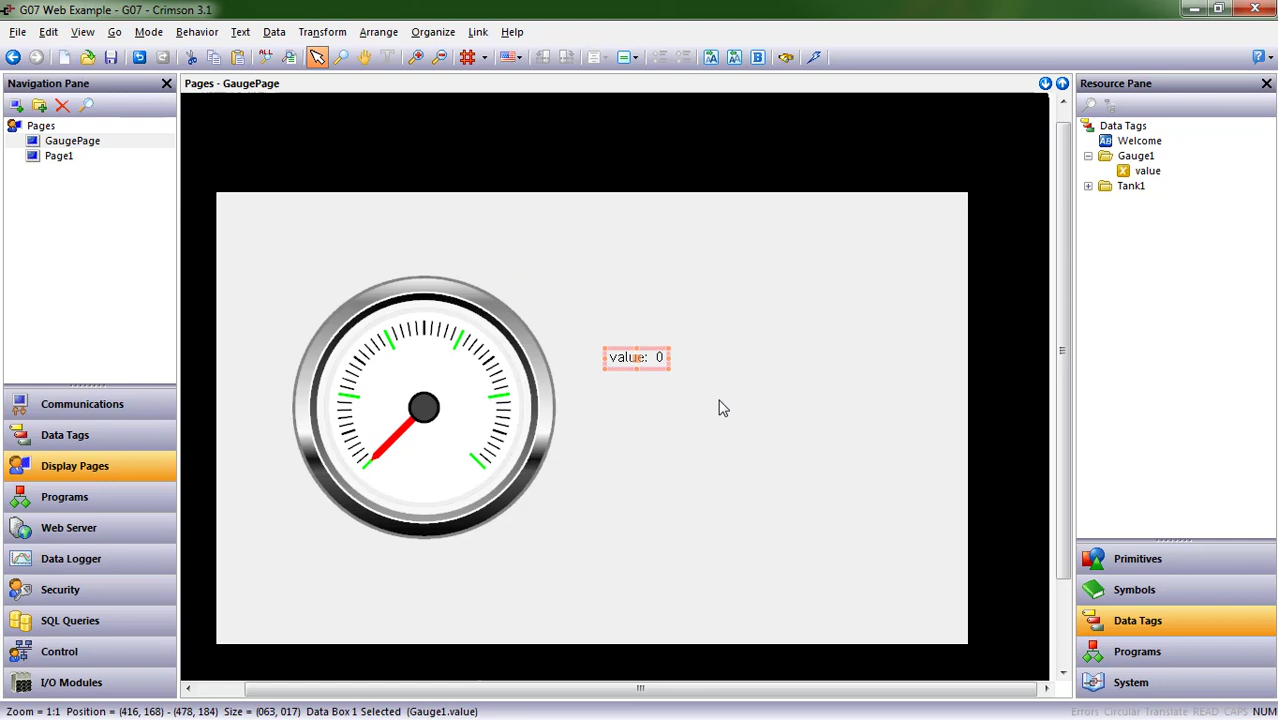 G07 Web Example - G07 - Crimson 3.1
File Edit View Go Mode Behavior Text Data Transform Arrange Organize Link Help
Navigation Pane
Pages
GaugePage
Page1
Communications
Data Tags
Display Pages
Programs
Web Server
Data Logger
Security
SQL Queries
Control
I/O Modules
Pages - GaugePage
value: 0
Resource Pane
Data Tags
Welcome
Gauge1
value
Tank1
Primitives
Symbols
Data Tags
Programs
System
Zoom = 1:1 Position = (416, 168) - (478, 184) Size = (063, 017) Data Box 1 Selected (Gauge1.value)
Errors Circular Translate READ CAPS NUM